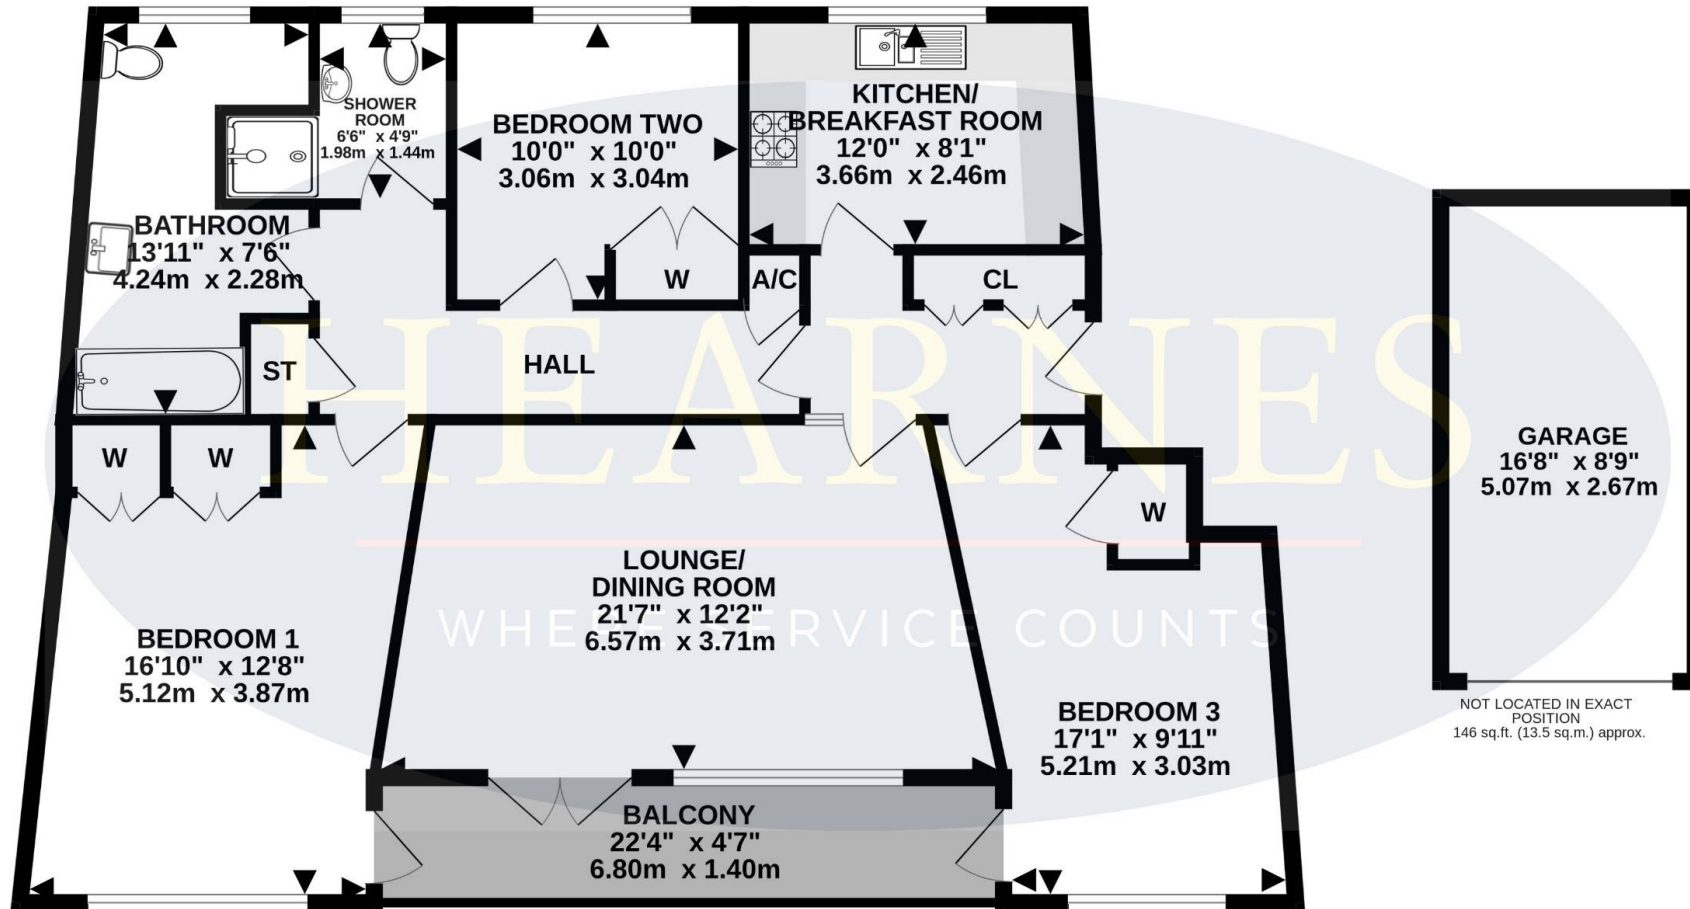 SHOWER
ROOM
6'6" x 4'9"
1.98m x 1.44m
BEDROOM TWO
10'0" x 10'0"
3.06m x 3.04m
KITCHEN/
BREAKFAST ROOM
12'0" x 8'1"
3.66m x 2.46m
BATHROOM
13'11" x 7'6"
4.24m x 2.28m
W
A/C
CL
ST
HALL
HEARNES
W
W
W
GARAGE
16'8" x 8'9"
5.07m x 2.67m
LOUNGE/
DINING ROOM
21'7" x 12'2"
6.57m x 3.71m
WHERE SERVICE COUNTS
BEDROOM 1
16'10" x 12'8"
5.12m x 3.87m
BEDROOM 3
17'1" x 9'11"
5.21m x 3.03m
NOT LOCATED IN EXACT
POSITION
146 sq.ft. (13.5 sq.m.) approx.
BALCONY
22'4" x 4'7"
6.80m x 1.40m